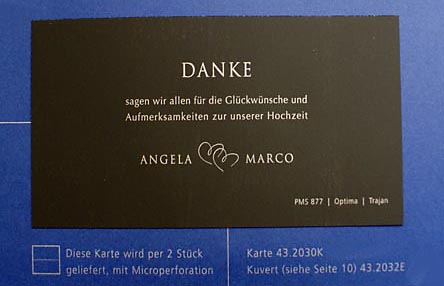 DANKE
sagen wir allen für die Glückwünsche und
Aufmerksamkeiten zur unserer Hochzeit
ANGELA MARCO
PMS 877 | Optima | Trajan
Diese Karte wird per 2 Stück
geliefert, mit Microperforation
Karte 43.2030K
Kuvert (siehe Seite 10) 43.2032E